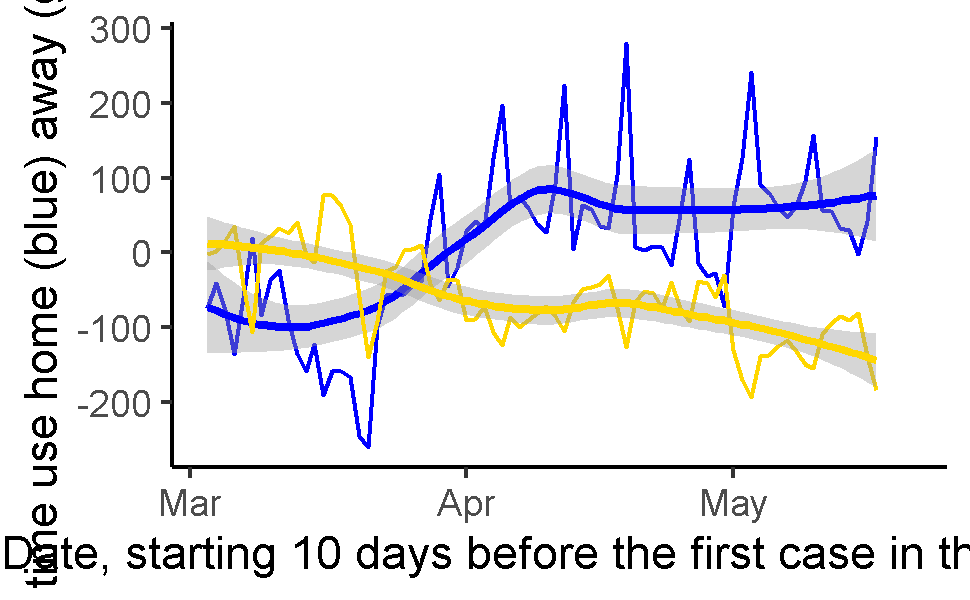 time use home (blue) away (
300
200
100
0
-100
-200
Mar Apr May
Date, starting 10 days before the first case in th